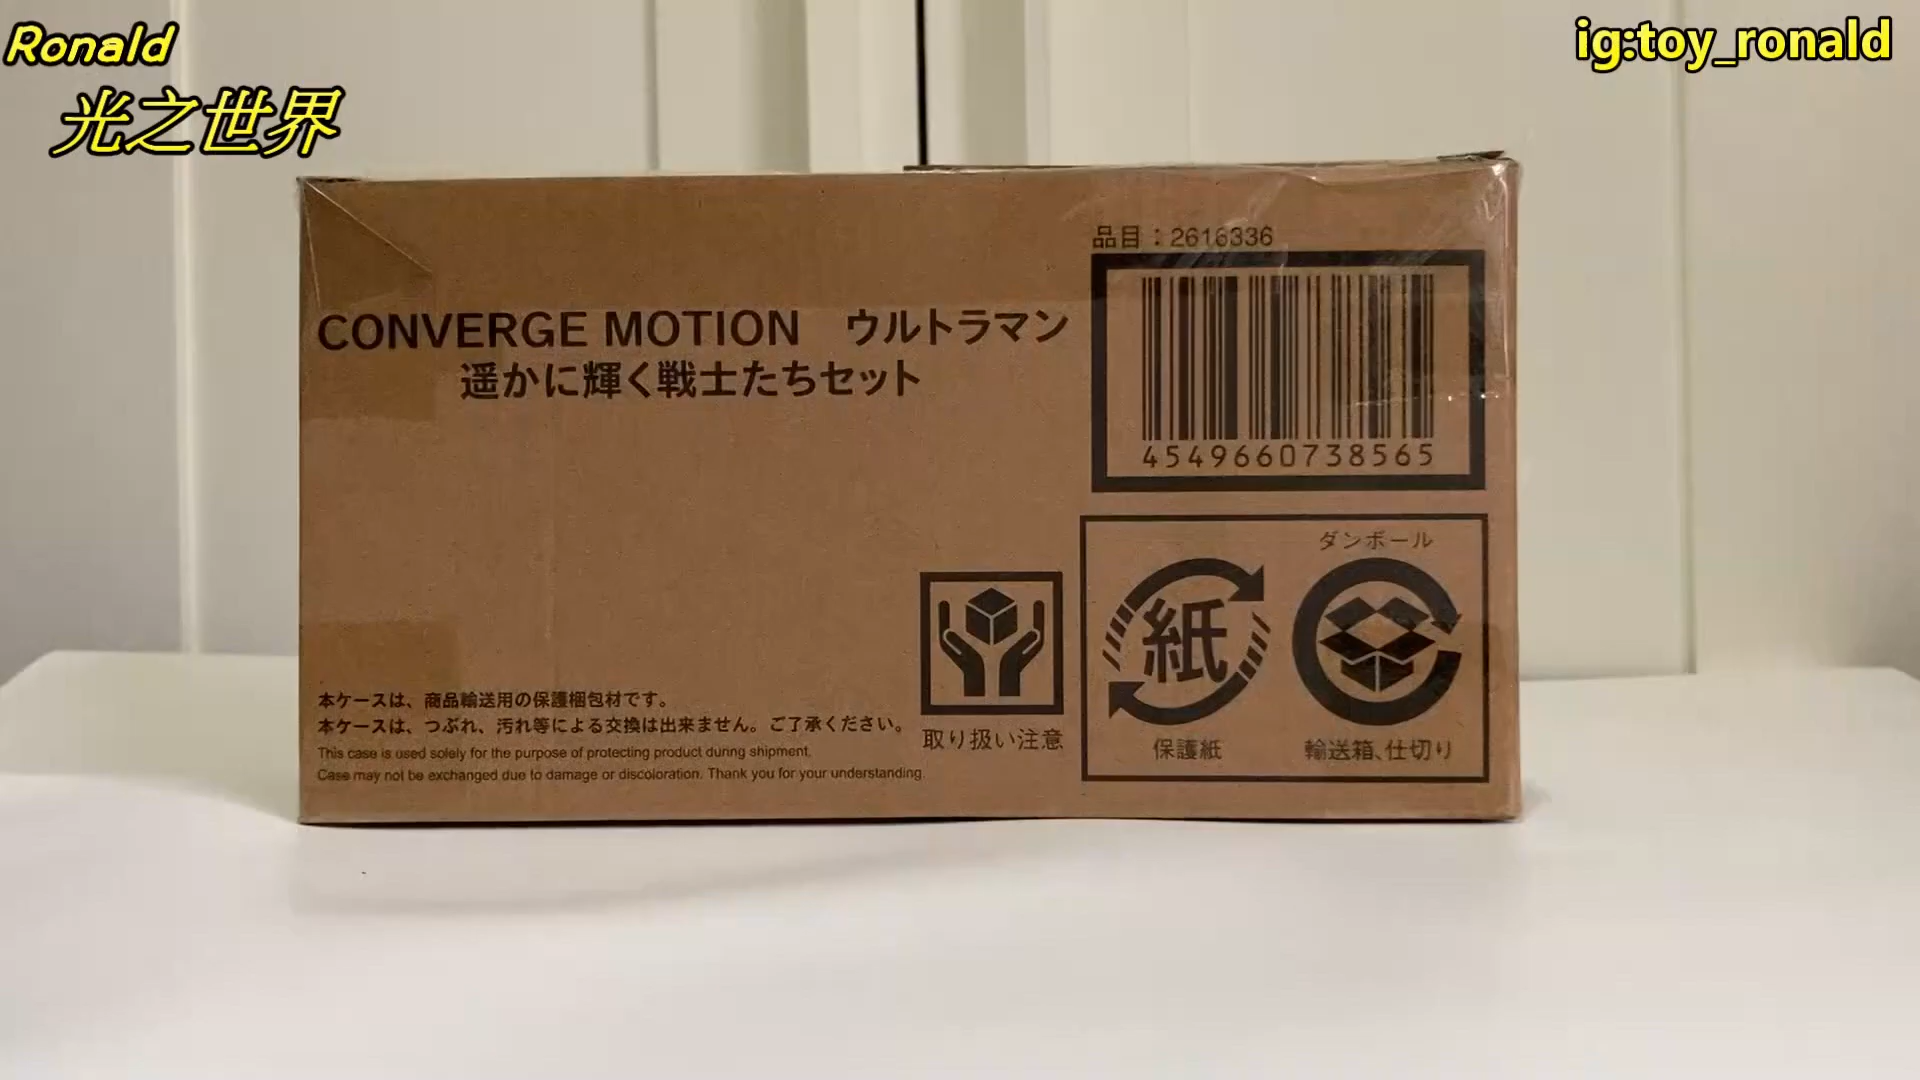 Ronald
光之世界
ig:toy_ronald
品目：2616336
CONVERGE MOTION ウルトラマン
遥かに輝く戦士たちセット
4549660738565
ダンボール
紙
本ケースは、商品輸送用の保護梱包材です。
本ケースは、つぶれ、汚れ等による交換は出来ません。ご了承ください。
This case is used solely for the purpose of protecting product during shipment.
Case may not be exchanged due to damage or discoloration. Thank you for your understanding.
取り扱い注意
保護紙
輸送箱、仕切り